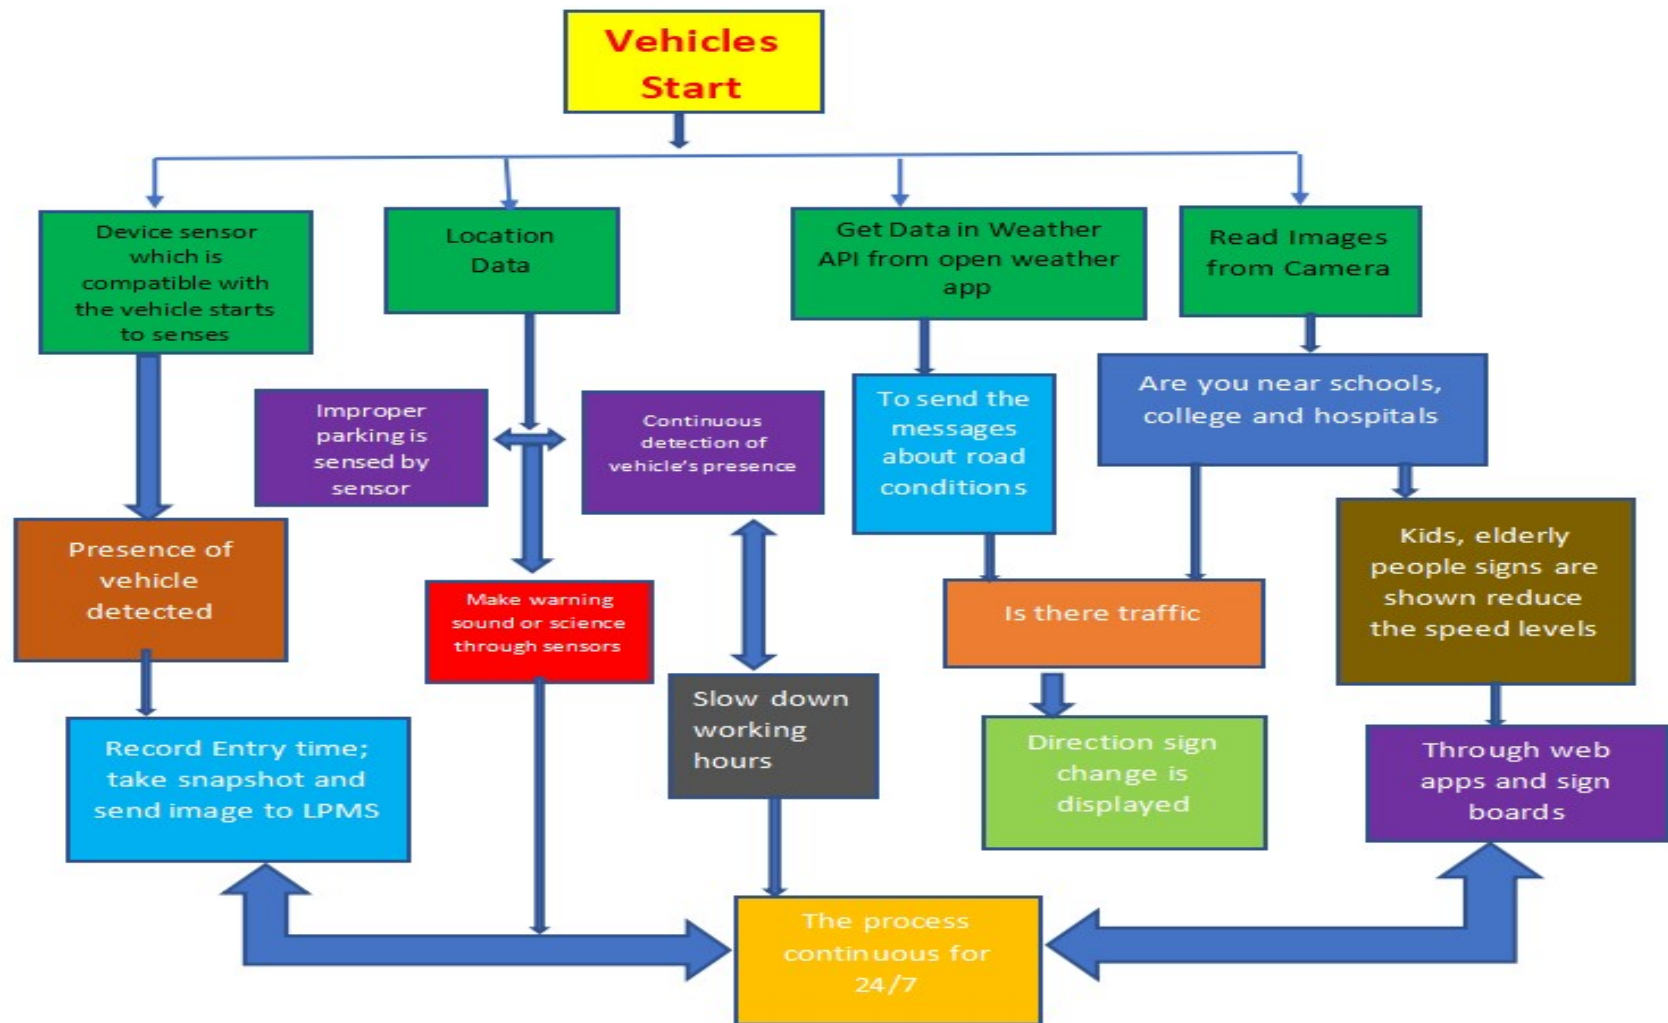 Vehicles
Start
Device sensor
which is
compatible with
the vehicle starts
to senses
Location
Data
Get Data in Weather
API from open weather
app
Read Images
from Camera
Improper
parking is
sensed by
sensor
Continuous
detection of
vehicle's presence
To send the
messages
about road
conditions
Are you near schools,
college and hospitals
Presence of
vehicle
detected
Make warning
sound or science
through sensors
Is there traffic
Kids, elderly
people signs are
shown reduce
the speed levels
Record Entry time;
take snapshot and
send image to LPMS
Slow down
working
hours
Direction sign
change is
displayed
Through web
apps and sign
boards
The process
continuous for
24/7